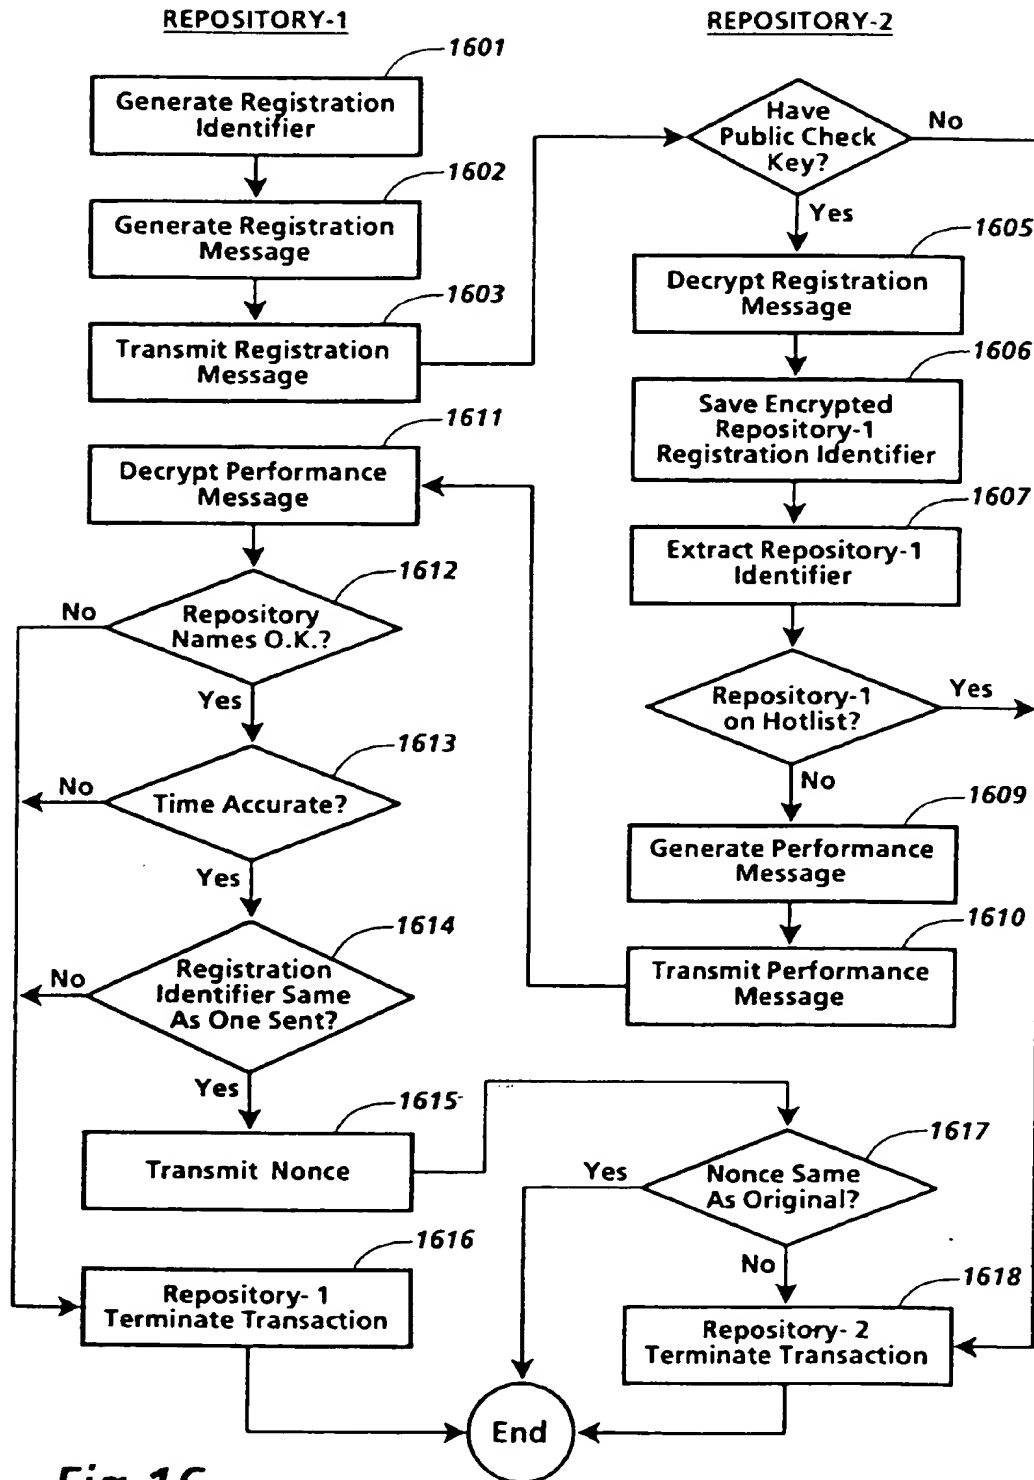 REPOSITORY-1
1601
Generate Registration
Identifier
1602
Generate Registration
Message
1603
Transmit Registration
Message
1611
Decrypt Performance
Message
1612
Repository
Names O.K.?
No
Yes
1613
Time Accurate?
No
Yes
1614
Registration
Identifier Same
As One Sent?
No
Yes
1615
Transmit Nonce
1616
Repository- 1
Terminate Transaction
REPOSITORY-2
Have
Public Check
Key?
No
Yes
1605
Decrypt Registration
Message
1606
Save Encrypted
Repository-1
Registration Identifier
1607
Extract Repository-1
Identifier
Repository-1
on Hotlist?
Yes
No
1609
Generate Performance
Message
1610
Transmit Performance
Message
1617
Nonce Same
As Original?
Yes
No
1618
Repository- 2
Terminate Transaction
End